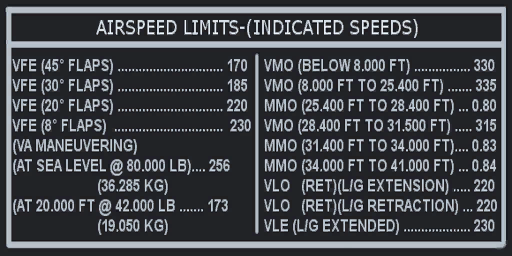 AIRSPEED LIMITS-(INDICATED SPEEDS)
VFE (45° FLAPS) ........................... 170
VFE (30° FLAPS) ........................... 185
VFE (20° FLAPS) ........................... 220
VFE (8° FLAPS) ............................ 230
(VA MANEUVERING)
(AT SEA LEVEL @ 80.000 LB).... 256
(36.285 KG)
(AT 20.000 FT @ 42.000 LB ....... 173
(19.050 KG)
VMO (BELOW 8.000 FT) ............... 330
VMO (8.000 FT TO 25.400 FT) ....... 335
MMO (25.400 FT TO 28.400 FT) ... 0.80
VMO (28.400 FT TO 31.500 FT) ..... 315
MMO (31.400 FT TO 34.000 FT).... 0.83
MMO (34.000 FT TO 41.000 FT) ... 0.84
VLO (RET)(L/G EXTENSION) ..... 220
VLO (RET)(L/G RETRACTION) ... 220
VLE (L/G EXTENDED) ................... 230